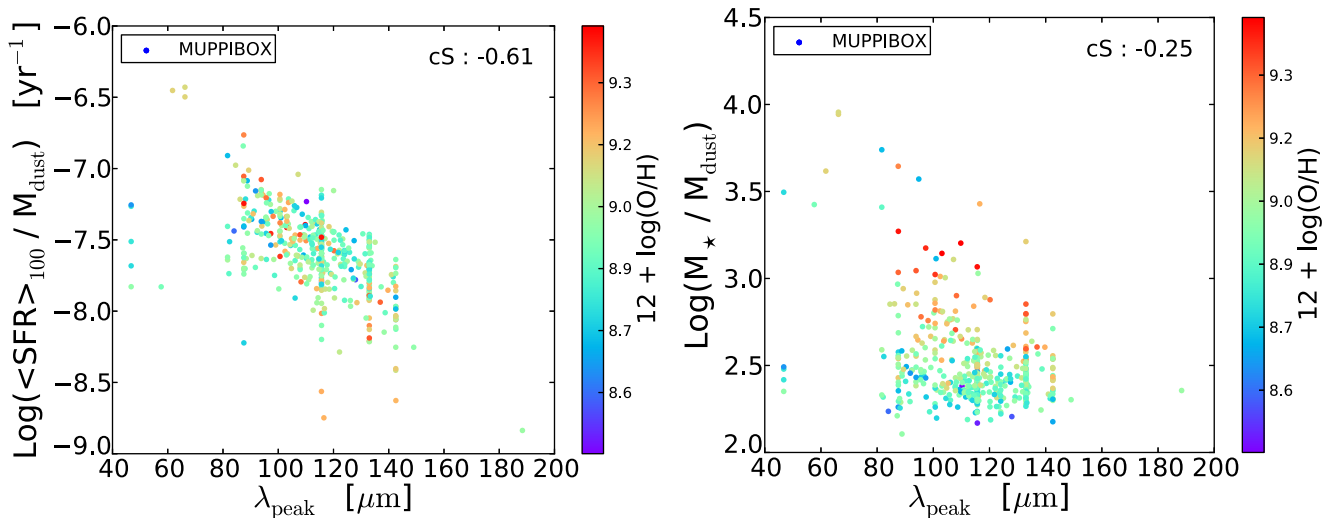 MUPPIBOX
cS : -0.61
Log(<SFR>₁₀₀ / M_dust) [yr⁻¹]
−6.0
−6.5
−7.0
−7.5
−8.0
−8.5
−9.0
40 60 80 100 120 140 160 180 200
λ_peak [μm]
9.3
9.2
9.0
8.9
8.7
8.6
12 + log(O/H)
MUPPIBOX
cS : -0.25
Log(M⋆ / M_dust)
4.5
4.0
3.5
3.0
2.5
2.0
40 60 80 100 120 140 160 180 200
λ_peak [μm]
9.3
9.2
9.0
8.9
8.7
8.6
12 + log(O/H)